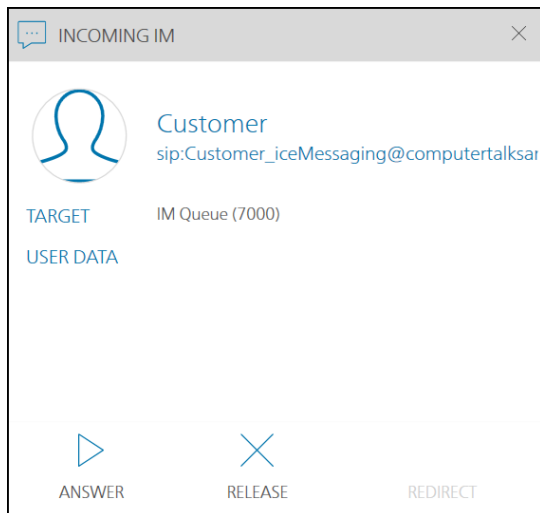 INCOMING IM
Customer
sip:Customer_iceMessaging@computertalksar
TARGET IM Queue (7000)
USER DATA
ANSWER RELEASE REDIRECT